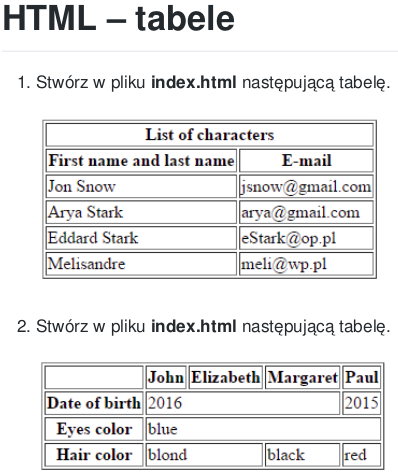 HTML – tabele
1. Stwórz w pliku index.html następującą tabelę.
List of characters
First name and last name E-mail
Jon Snow jsnow@gmail.com
Arya Stark arya@gmail.com
Eddard Stark eStark@op.pl
Melisandre meli@wp.pl
2. Stwórz w pliku index.html następującą tabelę.
John Elizabeth Margaret Paul
Date of birth 2016 2015
Eyes color blue
Hair color blond black red